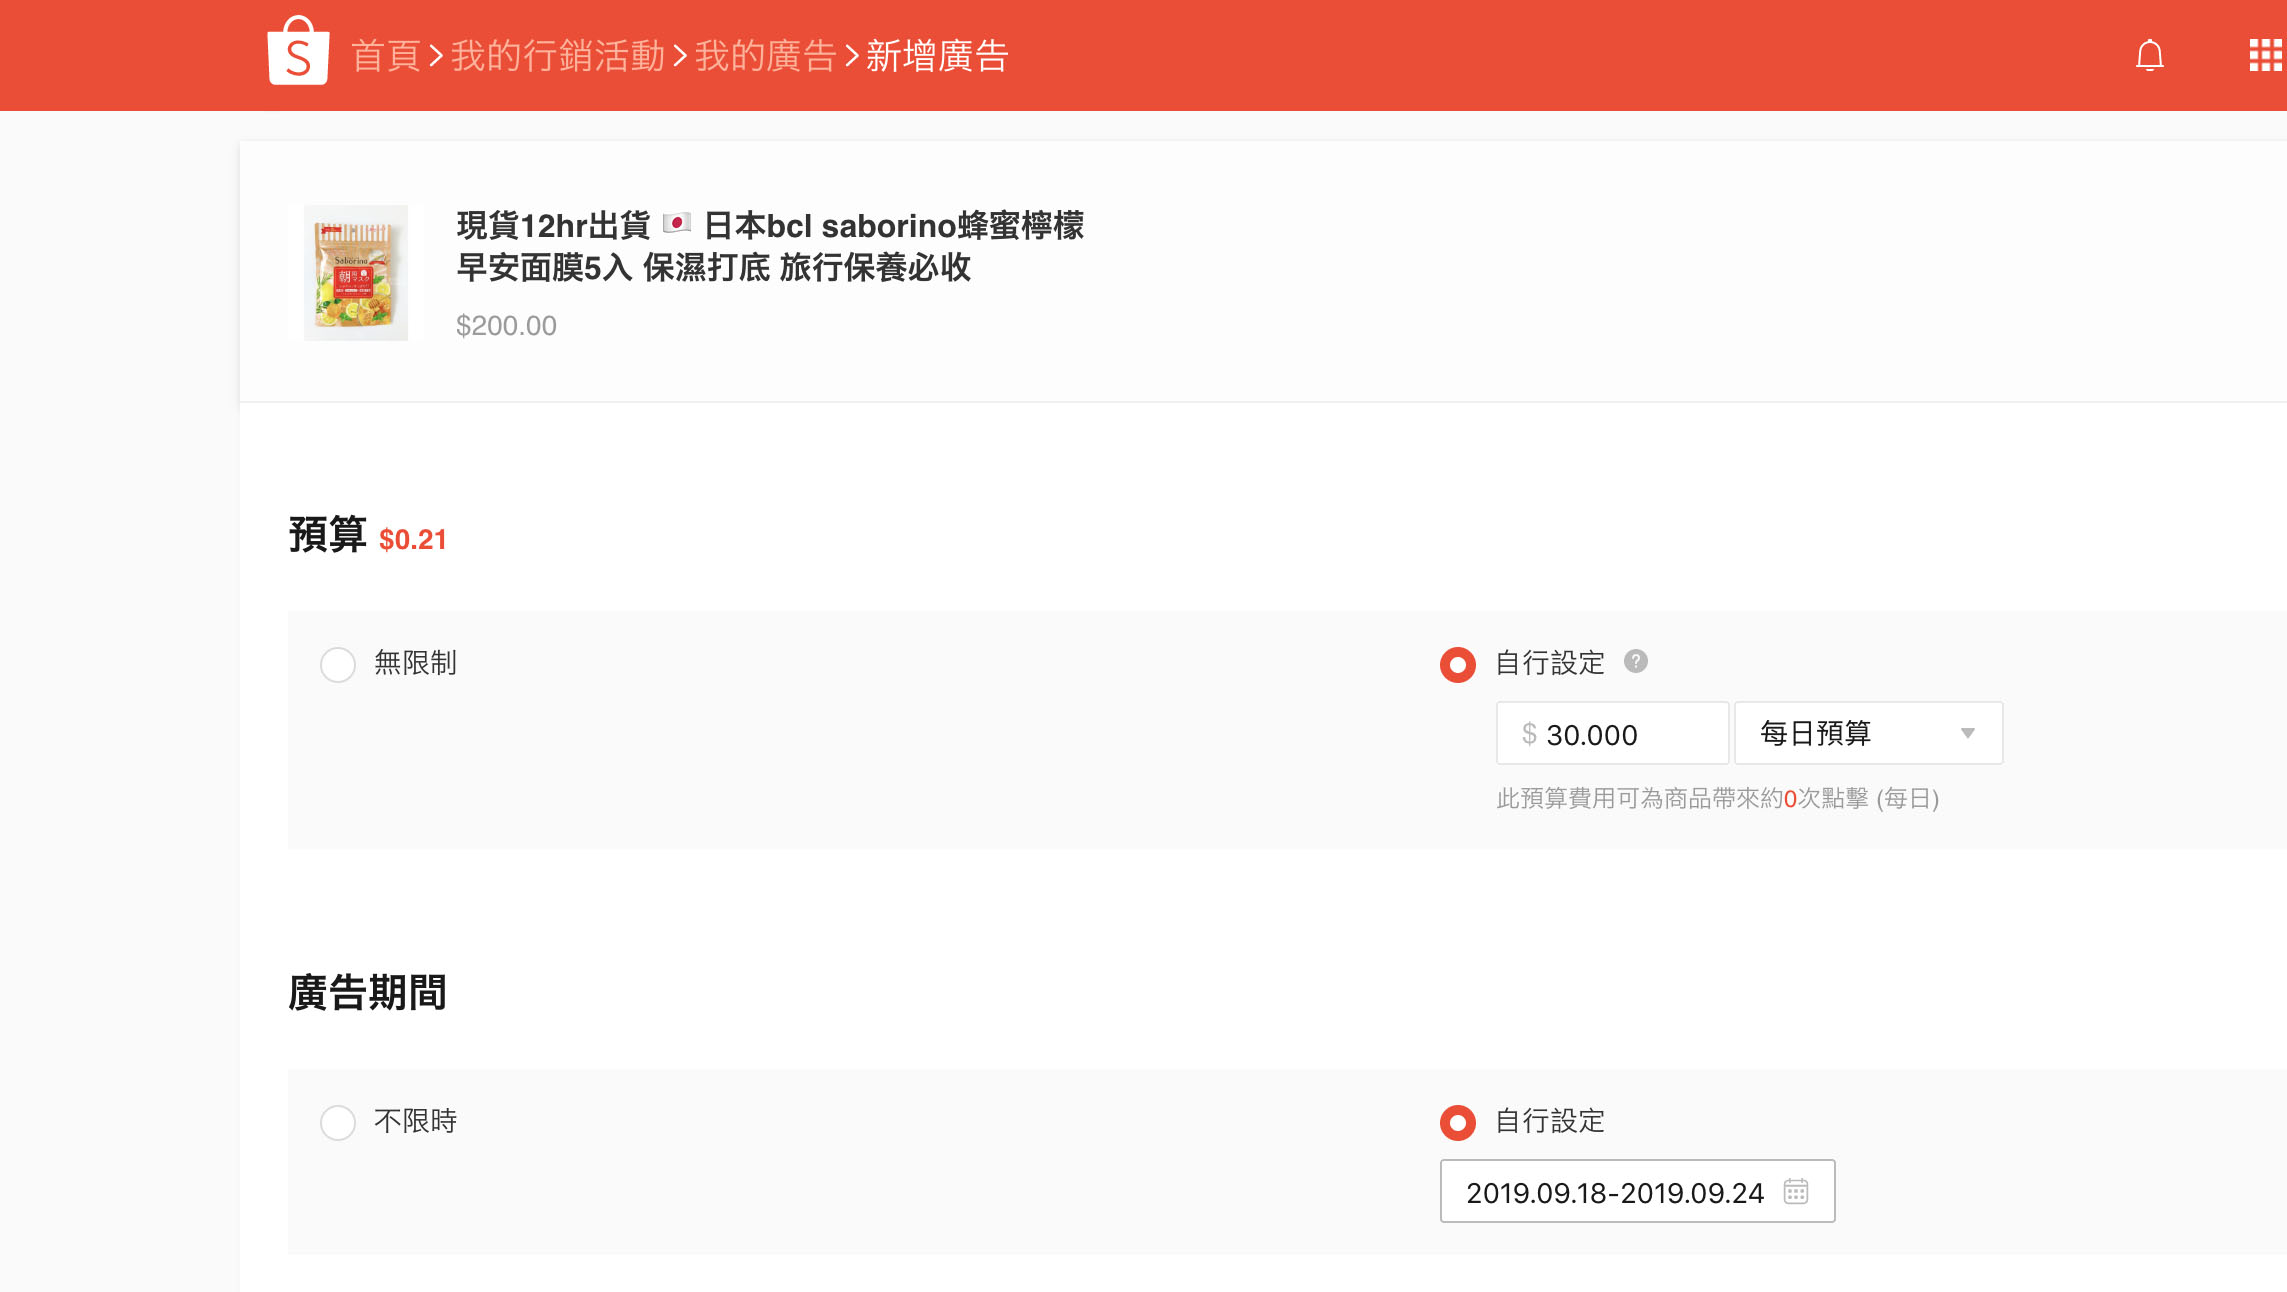 首頁>我的行銷活動>我的廣告>新增廣告
現貨12hr出貨 🇯🇵 日本bcl saborino蜂蜜檸檬
早安面膜5入 保濕打底 旅行保養必收
Saborino
朝
$200.00
預算 $0.21
無限制
自行設定 ?
$ 30.000 每日預算
此預算費用可為商品帶來約0次點擊 (每日)
廣告期間
不限時
自行設定
2019.09.18-2019.09.24